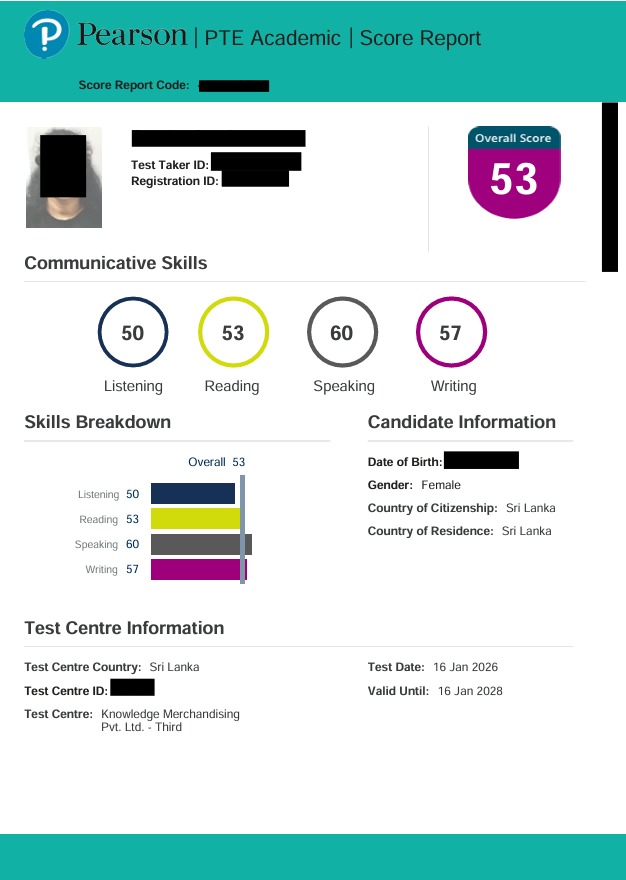 Pearson | PTE Academic | Score Report
Score Report Code:
Test Taker ID:
Registration ID:
Overall Score
53
Communicative Skills
50 53 60 57
Listening Reading Speaking Writing
Skills Breakdown
Overall 53
Listening 50
Reading 53
Speaking 60
Writing 57
Candidate Information
Date of Birth:
Gender: Female
Country of Citizenship: Sri Lanka
Country of Residence: Sri Lanka
Test Centre Information
Test Centre Country: Sri Lanka
Test Centre ID:
Test Centre: Knowledge Merchandising
Pvt. Ltd. - Third
Test Date: 16 Jan 2026
Valid Until: 16 Jan 2028